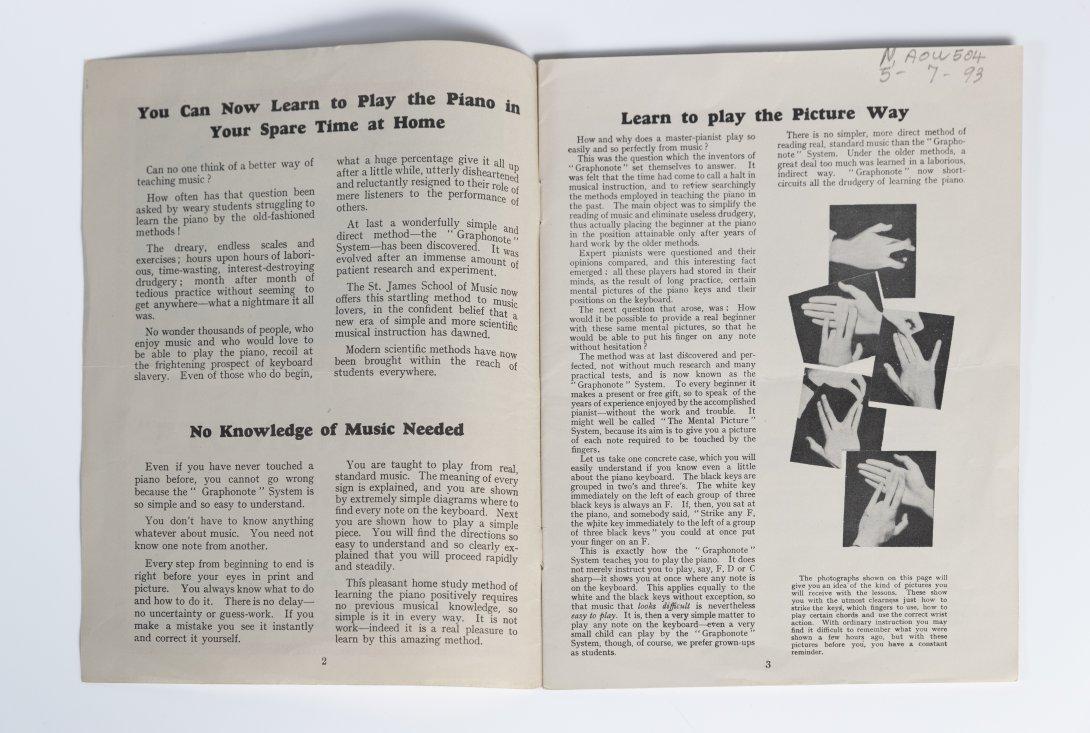 You Can Now Learn to Play the Piano in
Your Spare Time at Home
Can no one think of a better way of
teaching music ?
How often has that question been
asked by weary students struggling to
learn the piano by the old-fashioned
methods !
The dreary, endless scales and
exercises ; hours upon hours of labori-
ous, time-wasting, interest-destroying
drudgery ; month after month of
tedious practice without seeming to
get anywhere—what a nightmare it all
was.
No wonder thousands of people, who
enjoy music and who would love to
be able to play the piano, recoil at
the frightening prospect of keyboard
slavery. Even of those who do begin,
what a huge percentage give it all up
after a little while, utterly disheartened
and reluctantly resigned to their role of
mere listeners to the performance of
others.
At last a wonderfully simple and
direct method—the " Graphonote "
System—has been discovered. It was
evolved after an immense amount of
patient research and experiment.
The St. James School of Music now
offers this startling method to music
lovers, in the confident belief that a
new era of simple and more scientific
musical instruction has dawned.
Modern scientific methods have now
been brought within the reach of
students everywhere.
No Knowledge of Music Needed
Even if you have never touched a
piano before, you cannot go wrong
because the " Graphonote " System is
so simple and so easy to understand.
You don't have to know anything
whatever about music. You need not
know one note from another.
Every step from beginning to end is
right before your eyes in print and
picture. You always know what to do
and how to do it. There is no delay—
no uncertainty or guess-work. If you
make a mistake you see it instantly
and correct it yourself.
You are taught to play from real,
standard music. The meaning of every
sign is explained, and you are shown
by extremely simple diagrams where to
find every note on the keyboard. Next
you are shown how to play a simple
piece. You will find the directions so
easy to understand and so clearly ex-
plained that you will proceed rapidly
and steadily.
This pleasant home study method of
learning the piano positively requires
no previous musical knowledge, so
simple is it in every way. It is not
work—indeed it is a real pleasure to
learn by this amazing method.
2
N, AOW504
5- 7- 93
Learn to play the Picture Way
How and why does a master-pianist play so
easily and so perfectly from music ?
This was the question which the inventors of
" Graphonote " set themselves to answer. It
was felt that the time had come to call a halt in
musical instruction, and to review searchingly
the methods employed in teaching the piano in
the past. The main object was to simplify the
reading of music and eliminate useless drudgery,
thus actually placing the beginner at the piano
in the position attainable only after years of
hard work by the older methods.
Expert pianists were questioned and their
opinions compared, and this interesting fact
emerged : all these players had stored in their
minds, as the result of long practice, certain
mental pictures of the piano keys and their
positions on the keyboard.
The next question that arose, was : How
would it be possible to provide a real beginner
with these same mental pictures, so that he
would be able to put his finger on any note
without hesitation ?
The method was at last discovered and per-
fected, not without much research and many
practical tests, and is now known as the
" Graphonote " System. To every beginner it
makes a present or free gift, so to speak of the
years of experience enjoyed by the accomplished
pianist—without the work and trouble. It
might well be called " The Mental Picture "
System, because its aim is to give you a picture
of each note required to be touched by the
fingers.
Let us take one concrete case, which you will
easily understand if you know even a little
about the piano keyboard. The black keys are
grouped in two's and three's. The white key
immediately on the left of each group of three
black keys is always an F. If, then, you sat at
the piano, and somebody said, " Strike any F,
the white key immediately to the left of a group
of three black keys " you could at once put
your finger on an F.
This is exactly how the " Graphonote "
System teaches you to play the piano. It does
not merely instruct you to play, say, F, D or C
sharp—it shows you at once where any note is
on the keyboard. This applies equally to the
white and the black keys without exception, so
that music that looks difficult is nevertheless
easy to play. It is, then a very simple matter to
play any note on the keyboard—even a very
small child can play by the " Graphonote "
System, though, of course, we prefer grown-ups
as students.
There is no simpler, more direct method of
reading real, standard music than the " Grapho-
note " System. Under the older methods, a
great deal too much was learned in a laborious,
indirect way. " Graphonote " now short-
circuits all the drudgery of learning the piano.
The photographs shown on this page will
give you an idea of the kind of pictures you
will receive with the lessons. These show
you with the utmost clearness just how to
strike the keys, which fingers to use, how to
play certain chords and use the correct wrist
action. With ordinary instruction you may
find it difficult to remember what you were
shown a few hours ago, but with these
pictures before you, you have a constant
reminder.
3